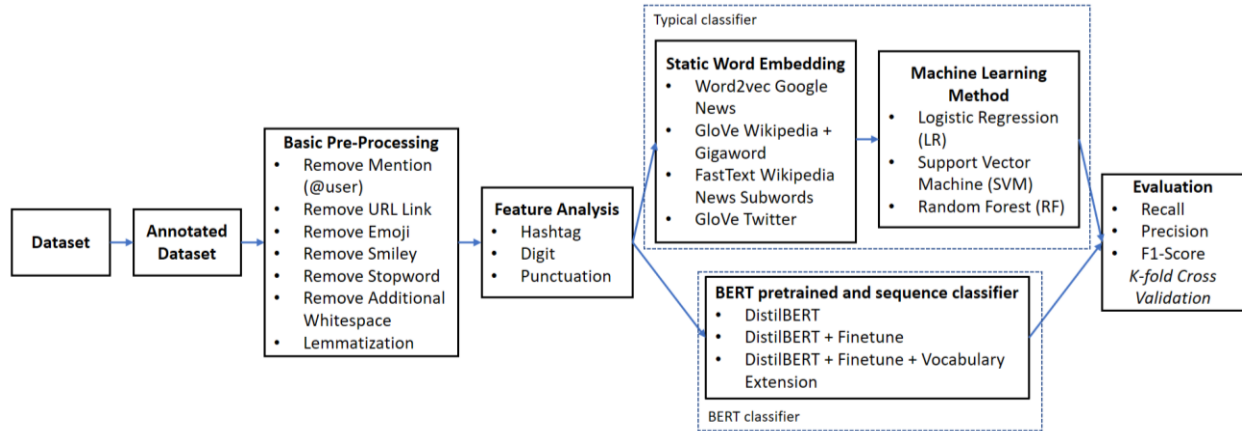 Dataset
Annotated
Dataset
Basic Pre-Processing
• Remove Mention
(@user)
• Remove URL Link
• Remove Emoji
• Remove Smiley
• Remove Stopword
• Remove Additional
Whitespace
• Lemmatization
Feature Analysis
• Hashtag
• Digit
• Punctuation
Typical classifier
Static Word Embedding
• Word2vec Google
News
• GloVe Wikipedia +
Gigaword
• FastText Wikipedia
News Subwords
• GloVe Twitter
Machine Learning
Method
• Logistic Regression
(LR)
• Support Vector
Machine (SVM)
• Random Forest (RF)
BERT pretrained and sequence classifier
• DistilBERT
• DistilBERT + Finetune
• DistilBERT + Finetune + Vocabulary
Extension
BERT classifier
Evaluation
• Recall
• Precision
• F1-Score
K-fold Cross
Validation